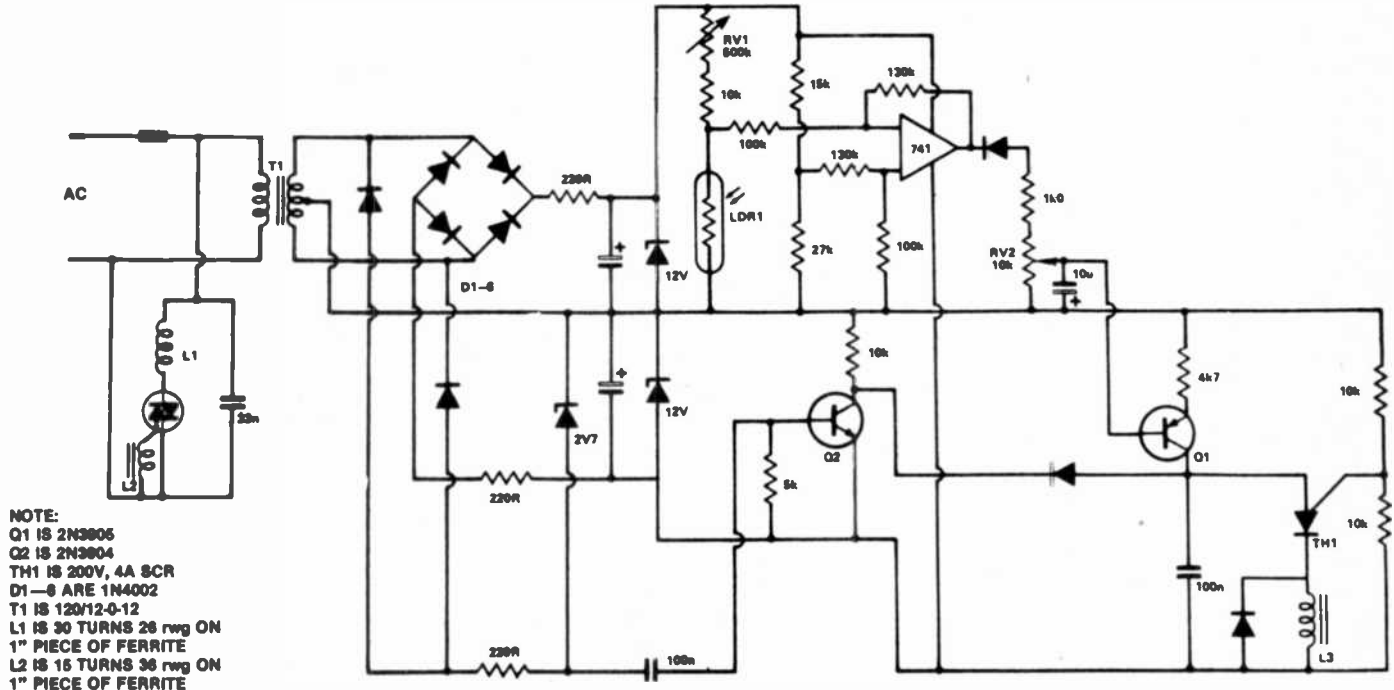 RV1
600k
10k
15k
130k
100k
741
130k
T1
AC
230R
LDR1
1k0
27k
100k
RV2
10k
10u
12V
D1—6
+
+
+
L1
33n
10k
4k7
10k
12V
2V7
Q2
Q1
L2
220R
5k
10k
TH1
NOTE:
Q1 IS 2N3905
Q2 IS 2N3904
TH1 IS 200V, 4A SCR
D1—6 ARE 1N4002
T1 IS 120/12-0-12
L1 IS 30 TURNS 26 rwg ON
1" PIECE OF FERRITE
L2 IS 15 TURNS 36 rwg ON
1" PIECE OF FERRITE
100n
L3
220R
100n